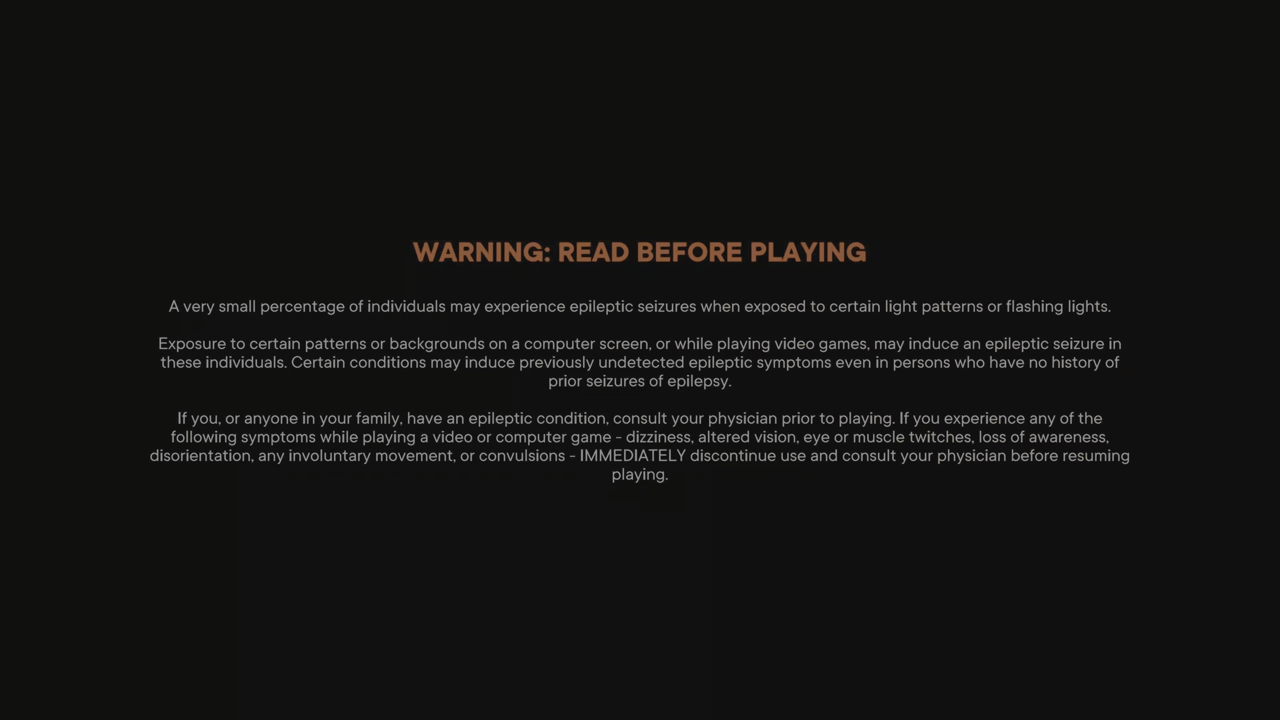 WARNING: READ BEFORE PLAYING
A very small percentage of individuals may experience epileptic seizures when exposed to certain light patterns or flashing lights.
Exposure to certain patterns or backgrounds on a computer screen, or while playing video games, may induce an epileptic seizure in
these individuals. Certain conditions may induce previously undetected epileptic symptoms even in persons who have no history of
prior seizures of epilepsy.
If you, or anyone in your family, have an epileptic condition, consult your physician prior to playing. If you experience any of the
following symptoms while playing a video or computer game - dizziness, altered vision, eye or muscle twitches, loss of awareness,
disorientation, any involuntary movement, or convulsions - IMMEDIATELY discontinue use and consult your physician before resuming
playing.